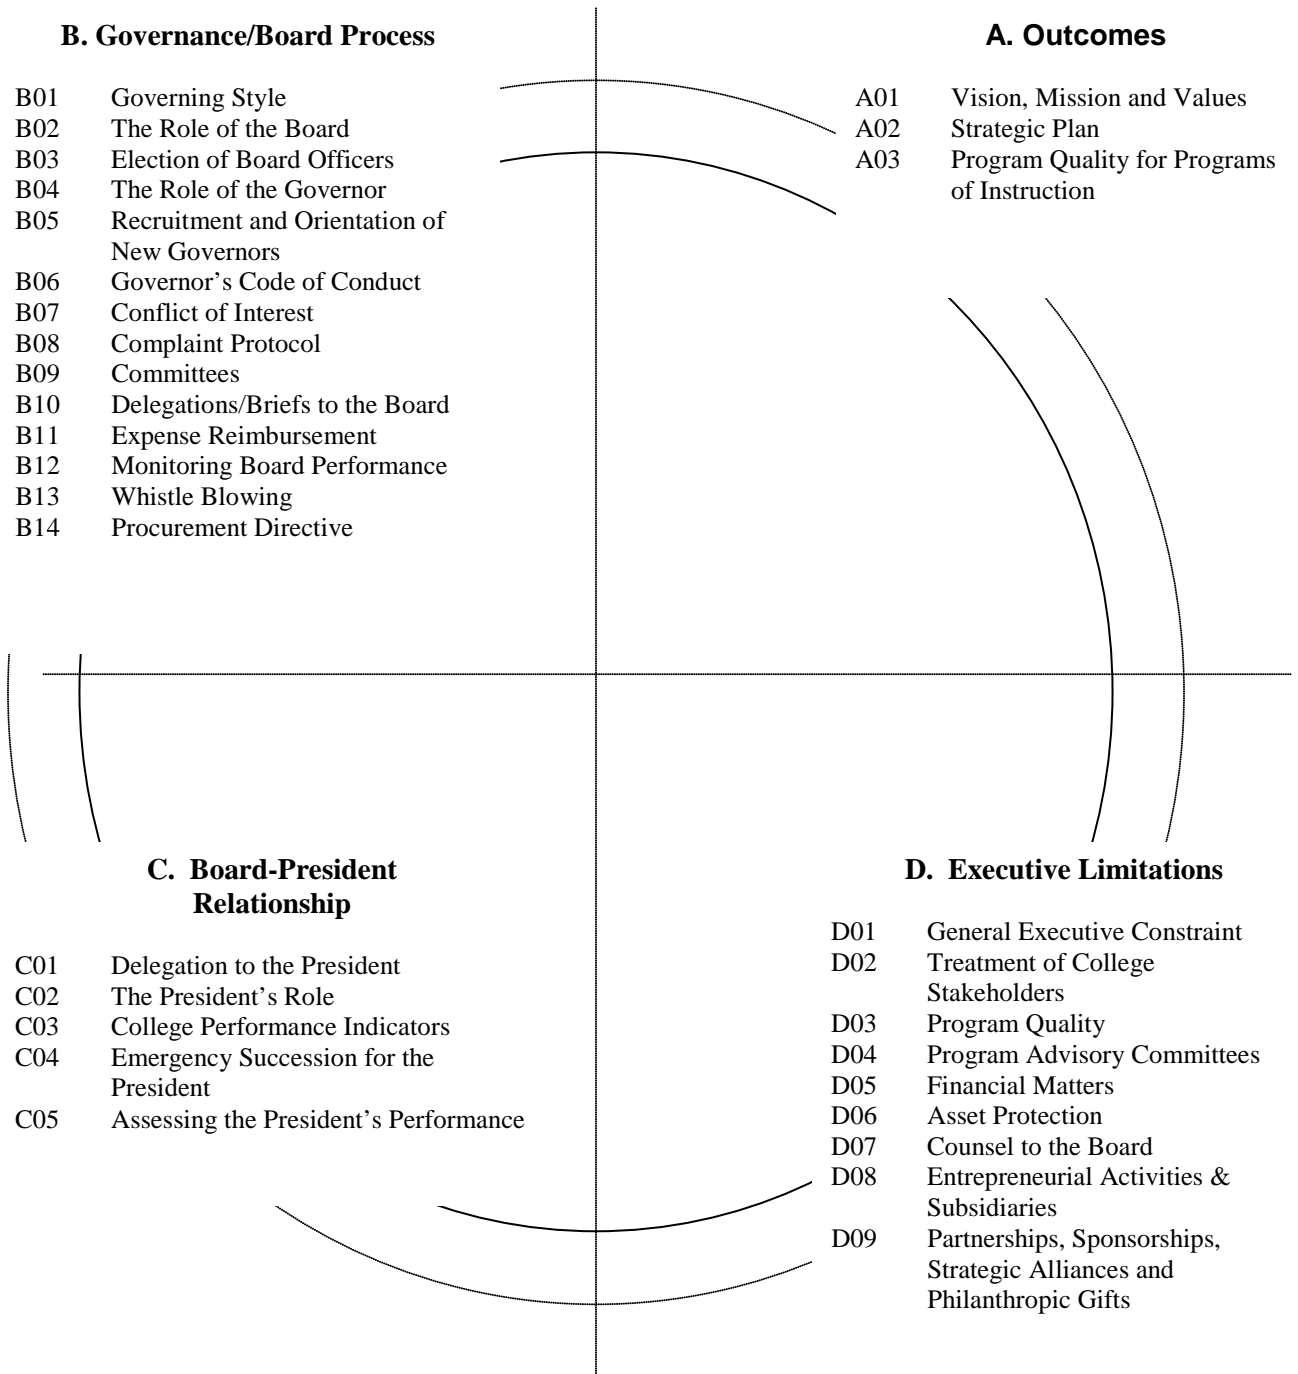 B. Governance/Board Process
B01 Governing Style
B02 The Role of the Board
B03 Election of Board Officers
B04 The Role of the Governor
B05 Recruitment and Orientation of
New Governors
B06 Governor’s Code of Conduct
B07 Conflict of Interest
B08 Complaint Protocol
B09 Committees
B10 Delegations/Briefs to the Board
B11 Expense Reimbursement
B12 Monitoring Board Performance
B13 Whistle Blowing
B14 Procurement Directive
A. Outcomes
A01 Vision, Mission and Values
A02 Strategic Plan
A03 Program Quality for Programs
of Instruction
C. Board-President
Relationship
C01 Delegation to the President
C02 The President’s Role
C03 College Performance Indicators
C04 Emergency Succession for the
President
C05 Assessing the President’s Performance
D. Executive Limitations
D01 General Executive Constraint
D02 Treatment of College
Stakeholders
D03 Program Quality
D04 Program Advisory Committees
D05 Financial Matters
D06 Asset Protection
D07 Counsel to the Board
D08 Entrepreneurial Activities &
Subsidiaries
D09 Partnerships, Sponsorships,
Strategic Alliances and
Philanthropic Gifts